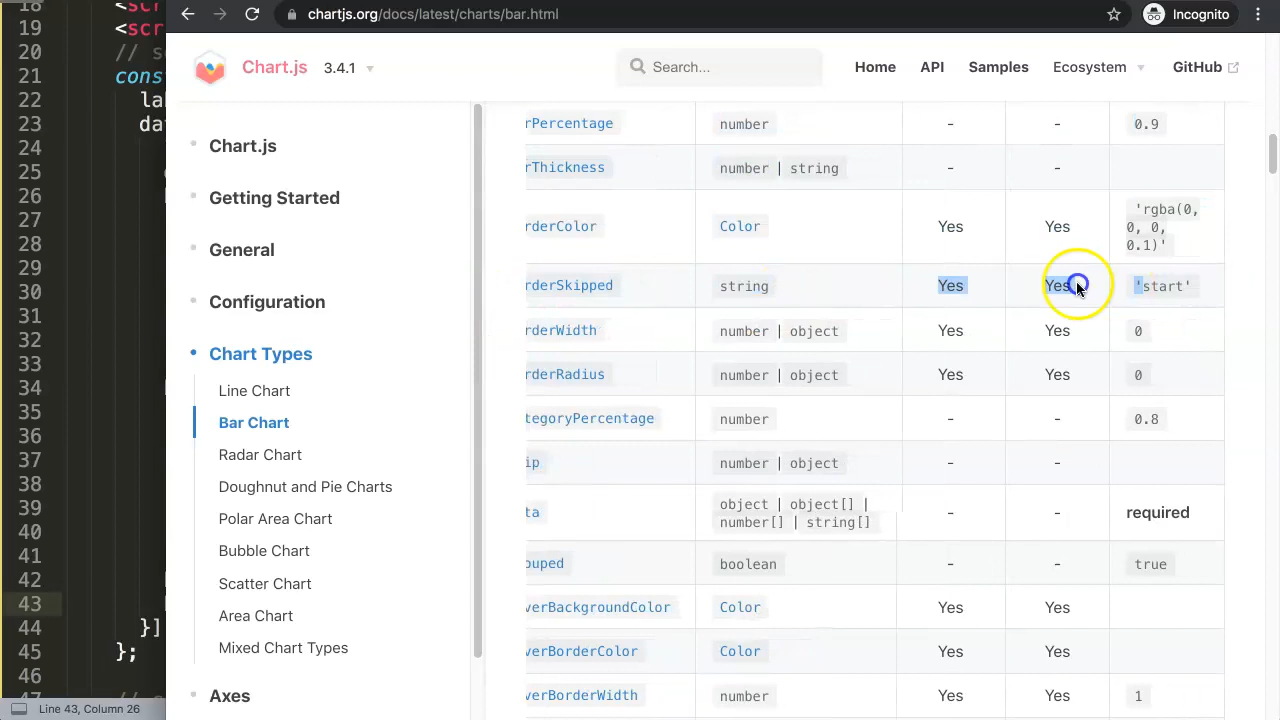 chartjs.org/docs/latest/charts/bar.html
Incognito
Chart.js 3.4.1
Search...
Home API Samples Ecosystem GitHub
18 <scr
19 <scr
20 // s
21 cons
22 la
23 da
24
25
26
27
28
29
30
31
32
33
34
35
36
37
38
39
40
41
42
43
44 }]
45 };
46
47
Line 43, Column 26
Chart.js
Getting Started
General
Configuration
Chart Types
Line Chart
Bar Chart
Radar Chart
Doughnut and Pie Charts
Polar Area Chart
Bubble Chart
Scatter Chart
Area Chart
Mixed Chart Types
Axes
rPercentage number - - 0.9
rThickness number | string - -
rderColor Color Yes Yes 'rgba(0,
0, 0,
0.1)'
rderSkipped string Yes Yes 'start'
rderWidth number | object Yes Yes 0
rderRadius number | object Yes Yes 0
tegoryPercentage number - - 0.8
ip number | object - -
ta object | object[] | - - required
number[] | string[]
ouped boolean - - true
verBackgroundColor Color Yes Yes
verBorderColor Color Yes Yes
verBorderWidth number Yes Yes 1